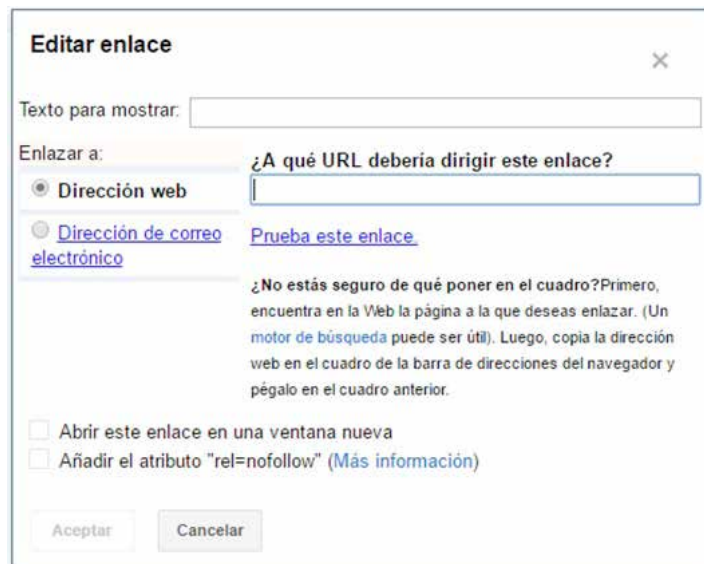 Editar enlace
×
Texto para mostrar:
Enlazar a:
Dirección web
Dirección de correo
electrónico
¿A qué URL debería dirigir este enlace?
Prueba este enlace.
¿No estás seguro de qué poner en el cuadro?Primero,
encuentra en la Web la página a la que deseas enlazar. (Un
motor de búsqueda puede ser útil). Luego, copia la dirección
web en el cuadro de la barra de direcciones del navegador y
pégalo en el cuadro anterior.
Abrir este enlace en una ventana nueva
Añadir el atributo "rel=nofollow" (Más información)
Aceptar
Cancelar